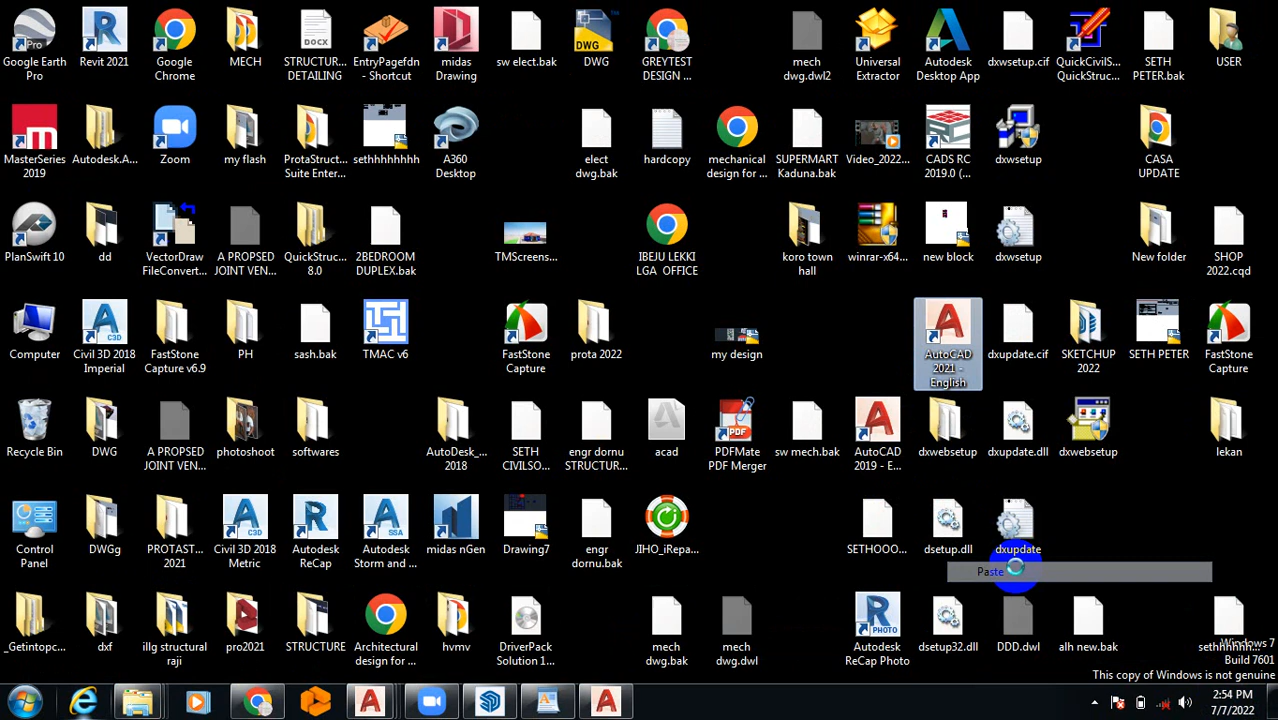 Google Earth
Pro
Revit 2021
Google
Chrome
MECH
STRUCTUR...
DETAILING
EntryPagefdn
- Shortcut
midas
Drawing
sw elect.bak
DWG
GREYTEST
DESIGN ...
mech
dwg.dwl2
Universal
Extractor
Autodesk
Desktop App
dxwsetup.cif
QuickCivilS...
QuickStruc...
SETH
PETER.bak
USER
MasterSeries
2019
Autodesk.A...
Zoom
my flash
ProtaStruct...
Suite Enter...
sethhhhhhh
A360
Desktop
elect
dwg.bak
hardcopy
mechanical
design for ...
SUPERMART
Kaduna.bak
Video_2022...
CADS RC
2019.0 (...
dxwsetup
CASA
UPDATE
PlanSwift 10
dd
VectorDraw
FileConvert...
A PROPSED
JOINT VEN...
QuickStruc...
8.0
2BEDROOM
DUPLEX.bak
TMScreens...
IBEJU LEKKI
LGA OFFICE
koro town
hall
winrar-x64...
new block
dxwsetup
New folder
SHOP
2022.cqd
Computer
Civil 3D 2018
Imperial
FastStone
Capture v6.9
PH
sash.bak
TMAC v6
FastStone
Capture
prota 2022
my design
AutoCAD
2021 -
English
dxupdate.cif
SKETCHUP
2022
SETH PETER
FastStone
Capture
Recycle Bin
DWG
A PROPSED
JOINT VEN...
photoshoot
softwares
AutoDesk_...
2018
SETH
CIVILSO...
engr dornu
STRUCTUR...
acad
PDFMate
PDF Merger
sw mech.bak
AutoCAD
2019 - E...
dxwebsetup
dxupdate.dll
dxwebsetup
lekan
Control
Panel
DWGg
PROTAST...
2021
Civil 3D 2018
Metric
Autodesk
ReCap
Autodesk
Storm and ...
midas nGen
Drawing7
engr
dornu.bak
JIHO_iRepa...
SETHOOO...
dsetup.dll
dxupdate
Paste
_Getintopc...
dxf
illg structural
raji
pro2021
STRUCTURE
Architectural
design for ...
hvmv
DriverPack
Solution 1...
mech
dwg.bak
mech
dwg.dwl
Autodesk
ReCap Photo
dsetup32.dll
DDD.dwl
alh new.bak
Windows 7
Build 7601
This copy of Windows is not genuine
2:54 PM
7/7/2022